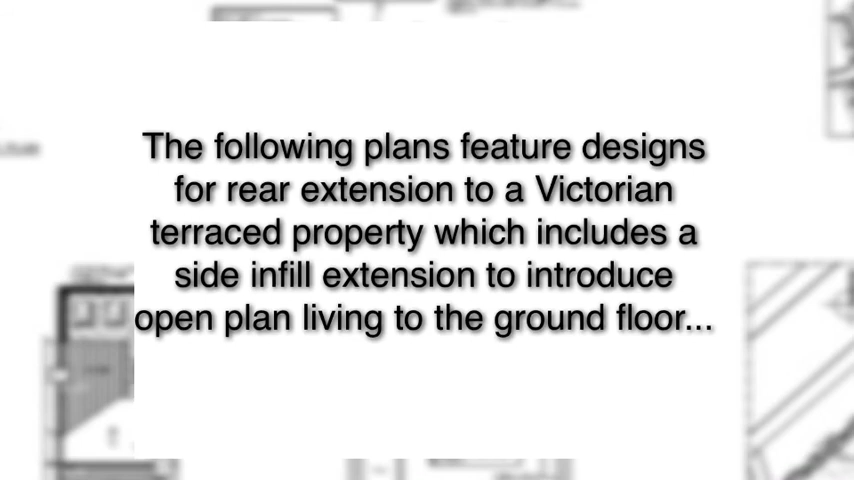 The following plans feature designs
for rear extension to a Victorian
terraced property which includes a
side infill extension to introduce
open plan living to the ground floor...